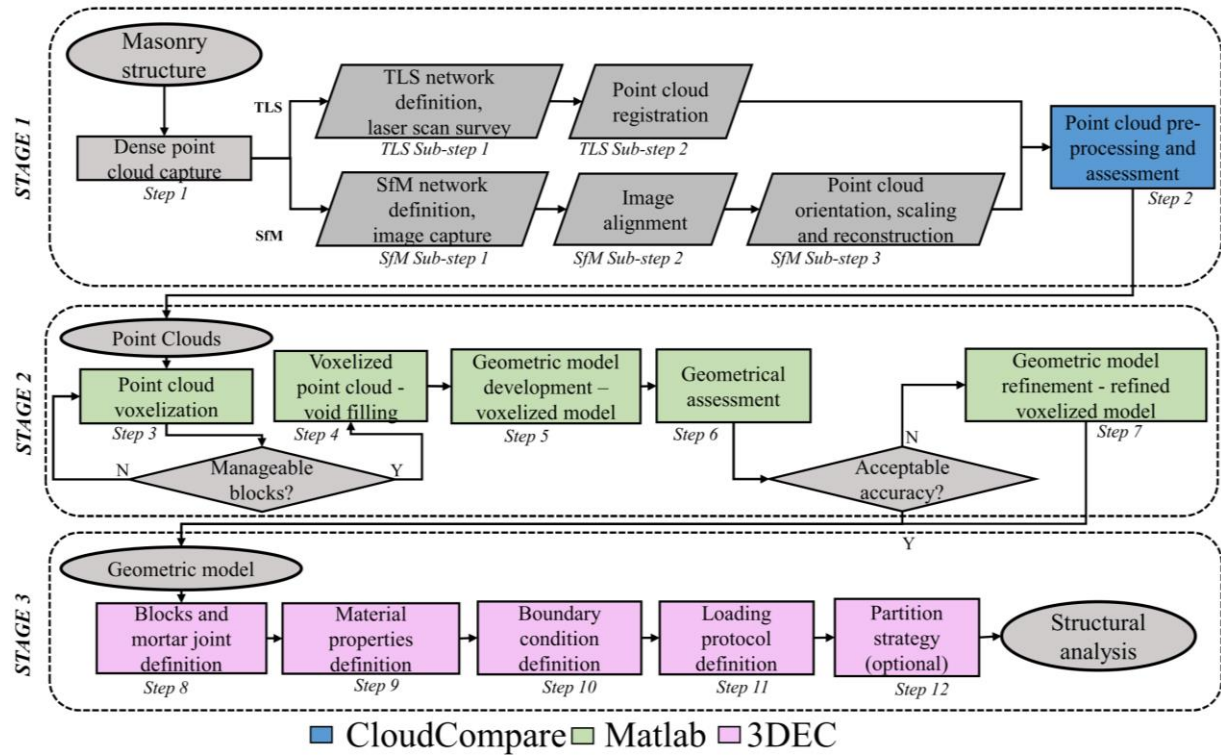 STAGE 1
Masonry
structure
Dense point
cloud capture
Step 1
TLS
TLS network
definition,
laser scan survey
TLS Sub-step 1
Point cloud
registration
TLS Sub-step 2
SfM
SfM network
definition,
image capture
SfM Sub-step 1
Image
alignment
SfM Sub-step 2
Point cloud
orientation, scaling
and reconstruction
SfM Sub-step 3
Point cloud pre-
processing and
assessment
Step 2
STAGE 2
Point Clouds
Point cloud
voxelization
Step 3
Manageable
blocks?
N
Y
Voxelized
point cloud -
void filling
Step 4
Geometric model
development –
voxelized model
Step 5
Geometrical
assessment
Step 6
Acceptable
accuracy?
N
Y
Geometric model
refinement - refined
voxelized model
Step 7
STAGE 3
Geometric model
Blocks and
mortar joint
definition
Step 8
Material
properties
definition
Step 9
Boundary
condition
definition
Step 10
Loading
protocol
definition
Step 11
Partition
strategy
(optional)
Step 12
Structural
analysis
CloudCompare Matlab 3DEC